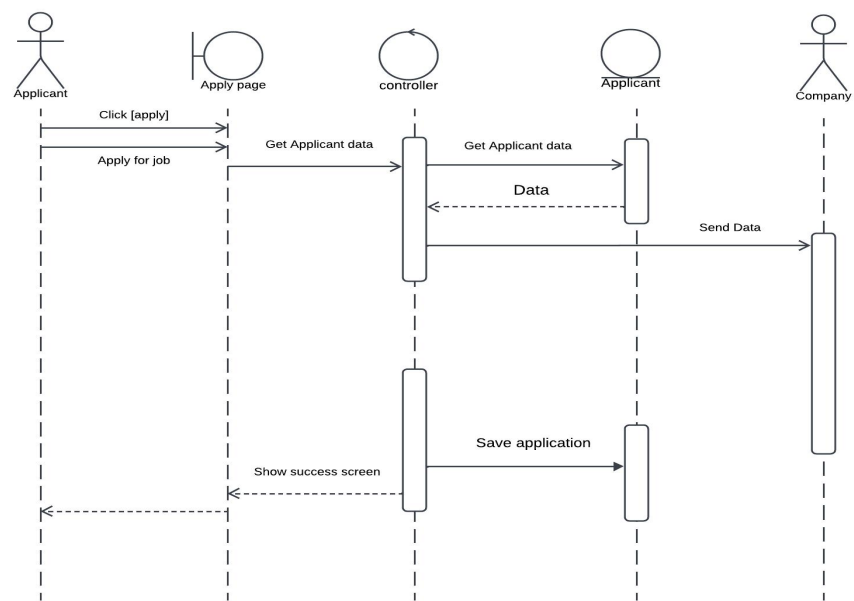 Applicant
Apply page
controller
Applicant
Company
Click [apply]
Apply for job
Get Applicant data
Get Applicant data
Data
Send Data
Save application
Show success screen